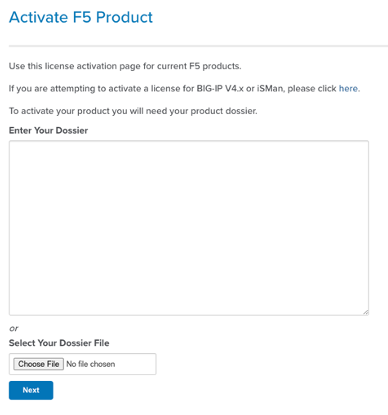 Activate F5 Product
Use this license activation page for current F5 products.
If you are attempting to activate a license for BIG-IP V4.x or iSMan, please click here.
To activate your product you will need your product dossier.
Enter Your Dossier
or
Select Your Dossier File
Choose File No file chosen
Next